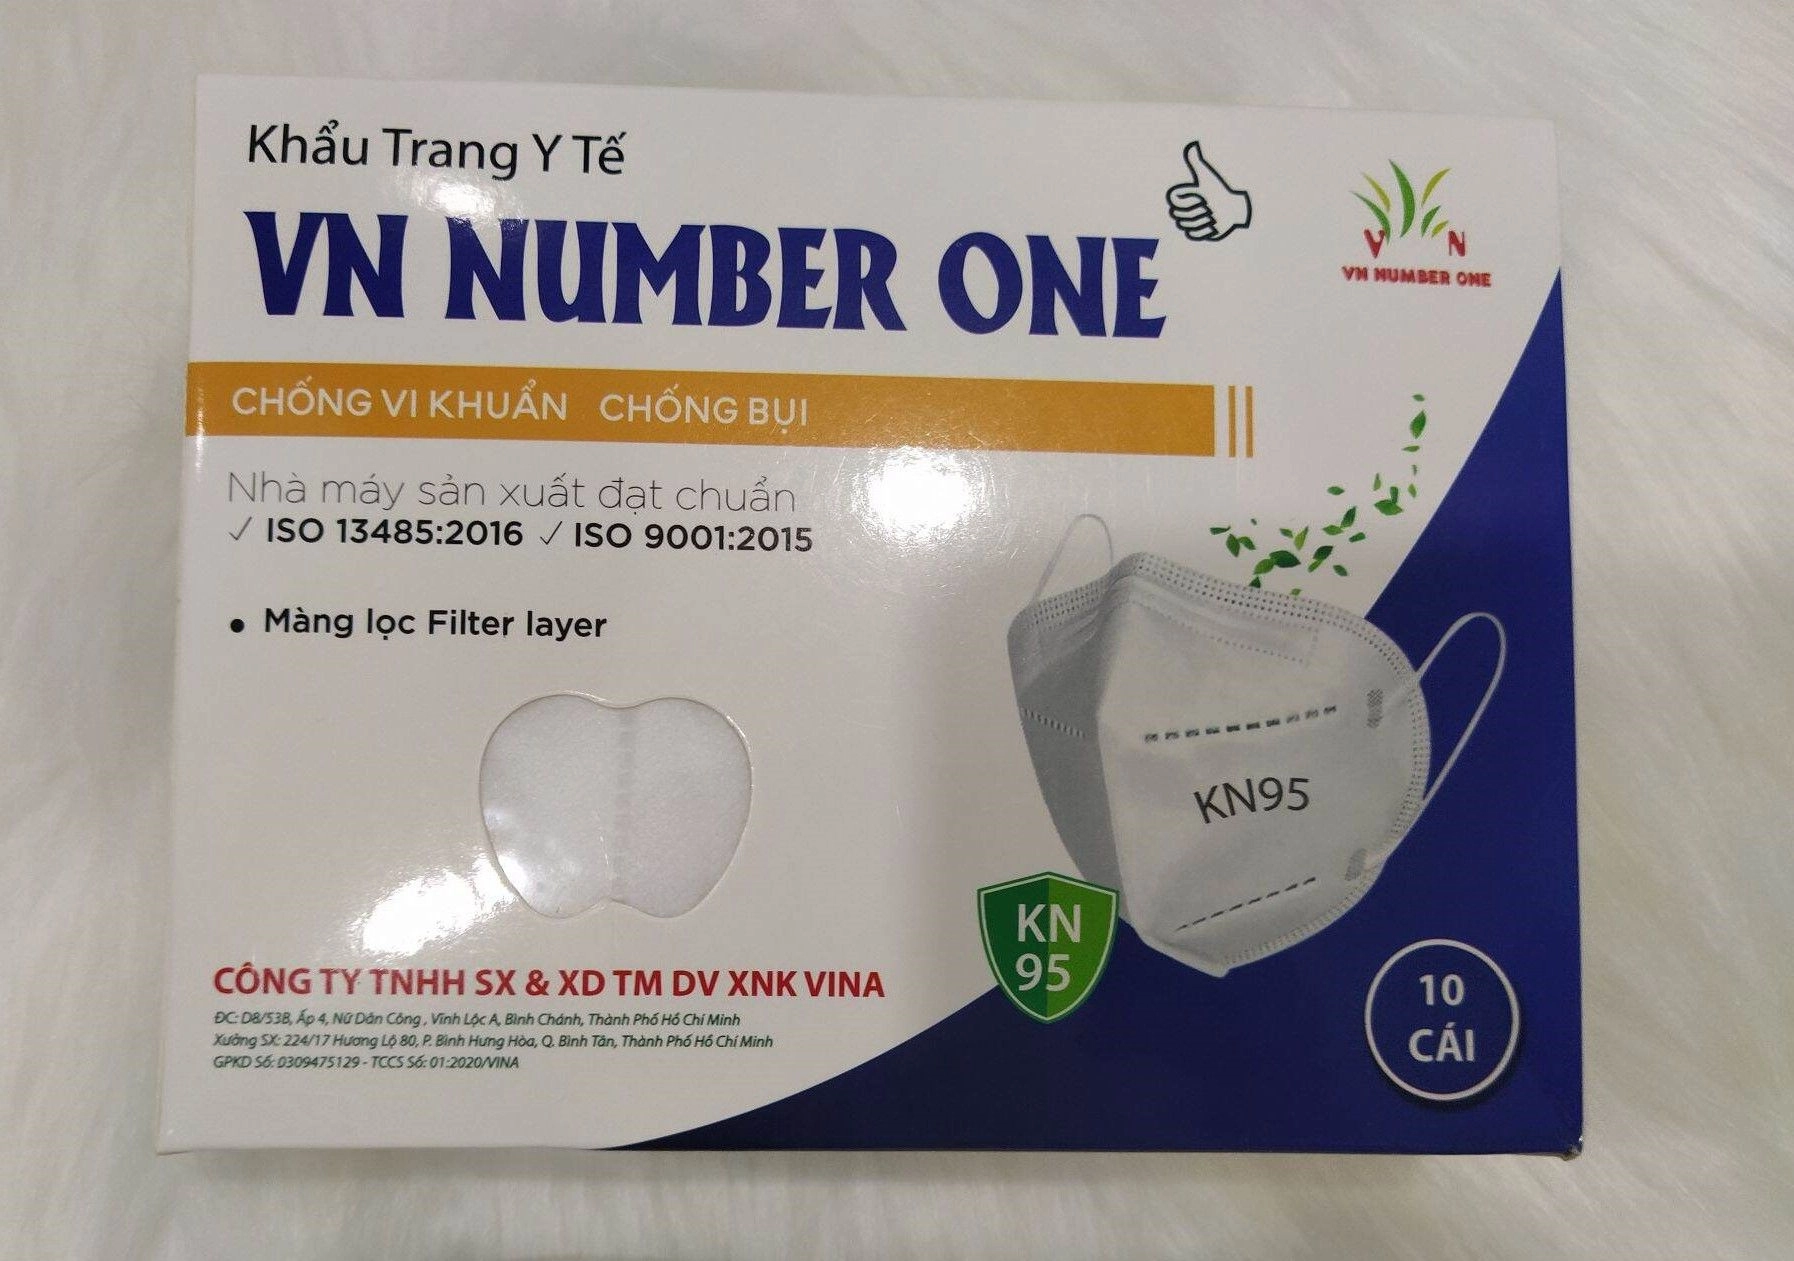 Khẩu Trang Y Tế
VN NUMBER ONE
V N
VN NUMBER ONE
CHỐNG VI KHUẨN CHỐNG BỤI
Nhà máy sản xuất đạt chuẩn
✓ ISO 13485:2016 ✓ ISO 9001:2015
• Màng lọc Filter layer
KN95
KN
95
CÔNG TY TNHH SX & XD TM DV XNK VINA
ĐC: D8/53B, Ấp 4, Nữ Dân Công, Vĩnh Lộc A, Bình Chánh, Thành Phố Hồ Chí Minh
Xưởng SX: 224/17 Hương Lộ 80, P. Bình Hưng Hòa, Q. Bình Tân, Thành Phố Hồ Chí Minh
GPKD Số: 0309475129 - TCCS Số: 01:2020/VINA
10
CÁI